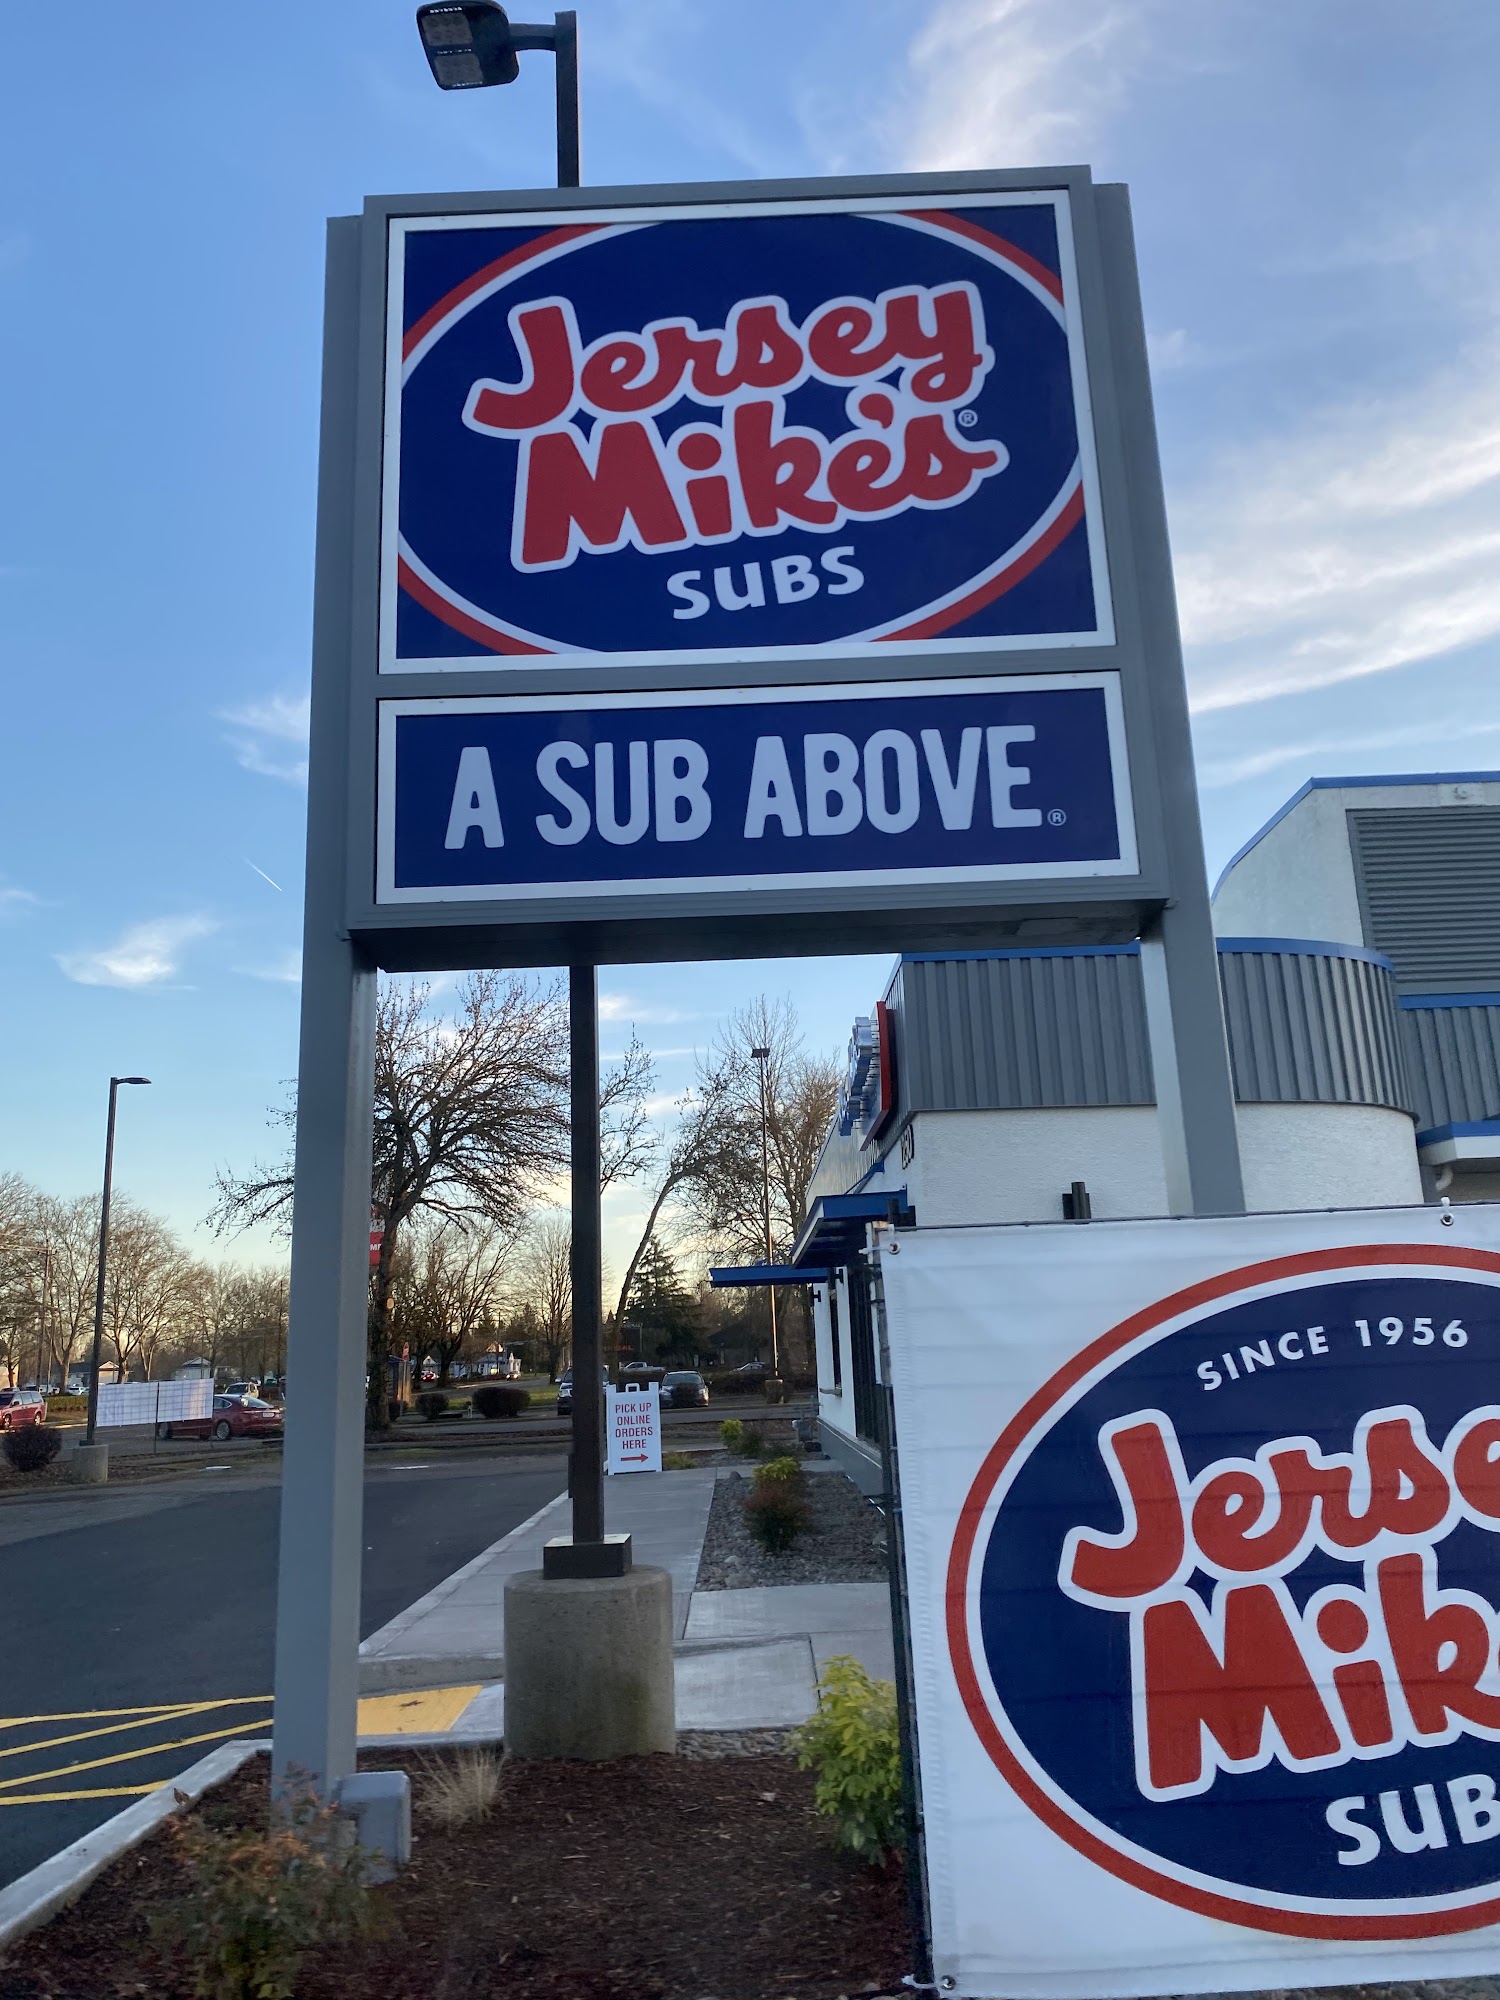 Jersey
Mike's®
SUBS
A SUB ABOVE®
PICK UP
ONLINE
ORDERS
HERE
SINCE 1956
Jerse
Mik
SUB